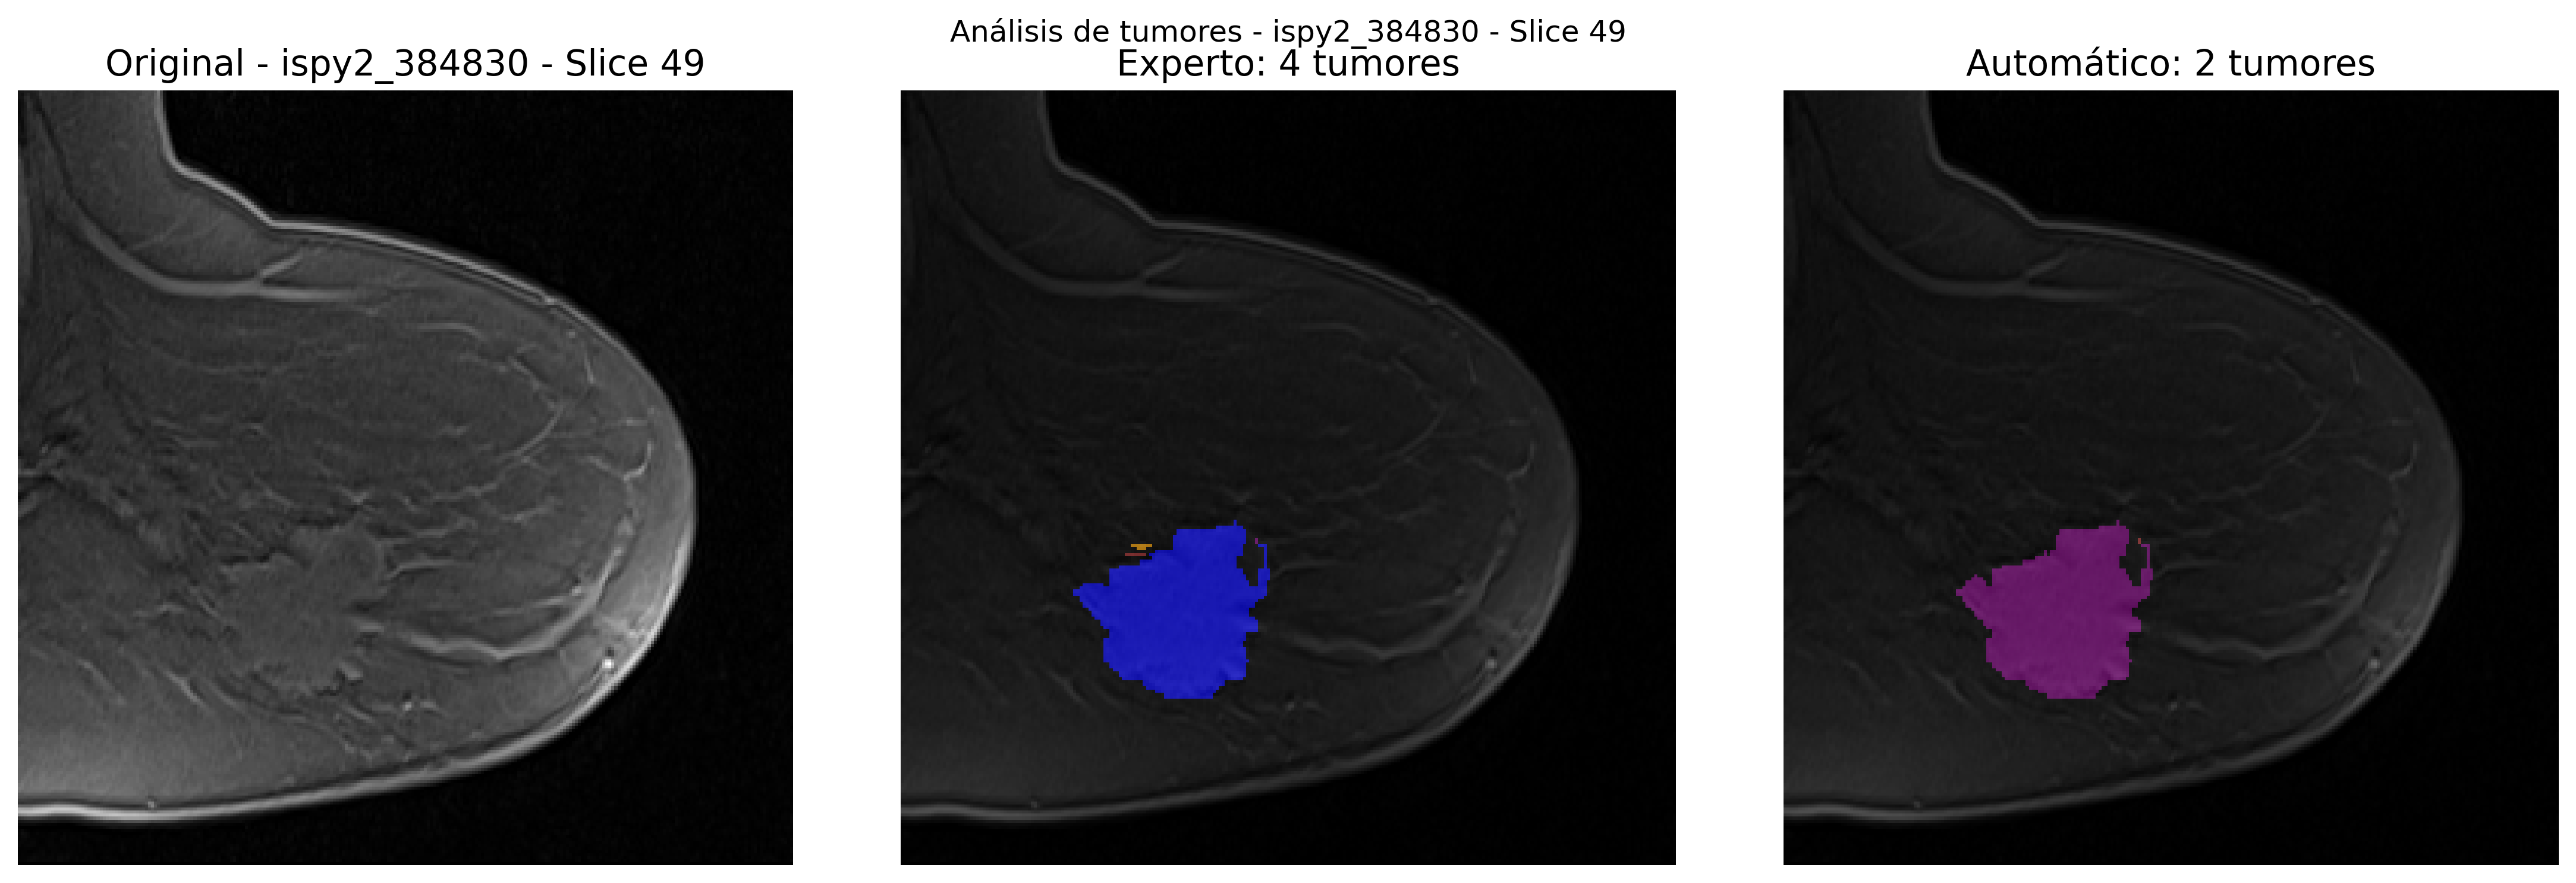 Análisis de tumores - ispy2_384830 - Slice 49
Original - ispy2_384830 - Slice 49
Experto: 4 tumores
Automático: 2 tumores